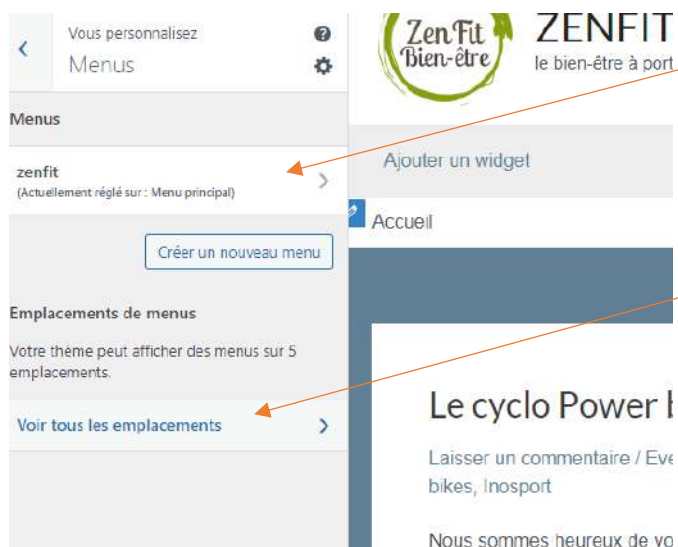 Vous personnalisez
Menus
Menus
zenfit
(Actuellement réglé sur : Menu principal)
Créer un nouveau menu
Emplacements de menus
Votre thème peut afficher des menus sur 5
emplacements.
Voir tous les emplacements
Zen Fit
Bien-être
ZENFIT
le bien-être à port
Ajouter un widget
Accueil
Le cyclo Power b
Laisser un commentaire / Eve
bikes, Inosport
Nous sommes heureux de vo